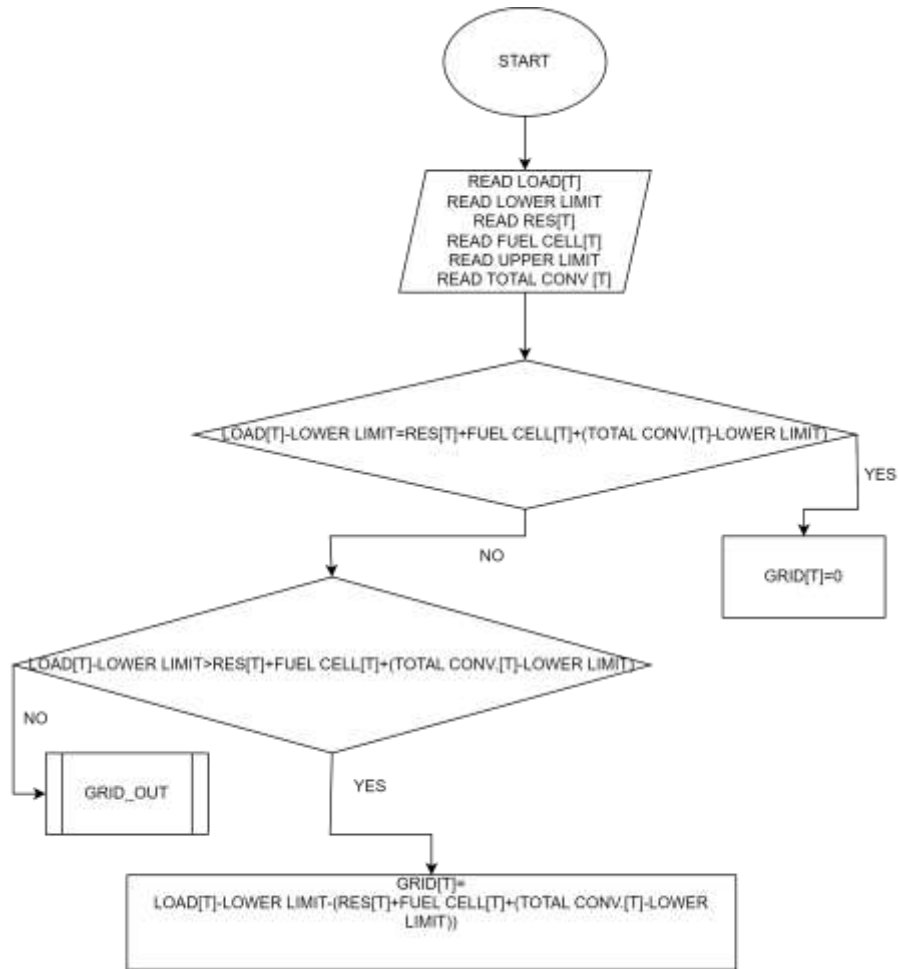 START
READ LOAD[T]
READ LOWER LIMIT
READ RES[T]
READ FUEL CELL[T]
READ UPPER LIMIT
READ TOTAL CONV [T]
LOAD[T]-LOWER LIMIT=RES[T]+FUEL CELL[T]+(TOTAL CONV.[T]-LOWER LIMIT)
YES
NO
GRID[T]=0
LOAD[T]-LOWER LIMIT>RES[T]+FUEL CELL[T]+(TOTAL CONV.[T]-LOWER LIMIT)
NO
GRID_OUT
YES
GRID[T]=
LOAD[T]-LOWER LIMIT-(RES[T]+FUEL CELL[T]+(TOTAL CONV.[T]-LOWER
LIMIT))